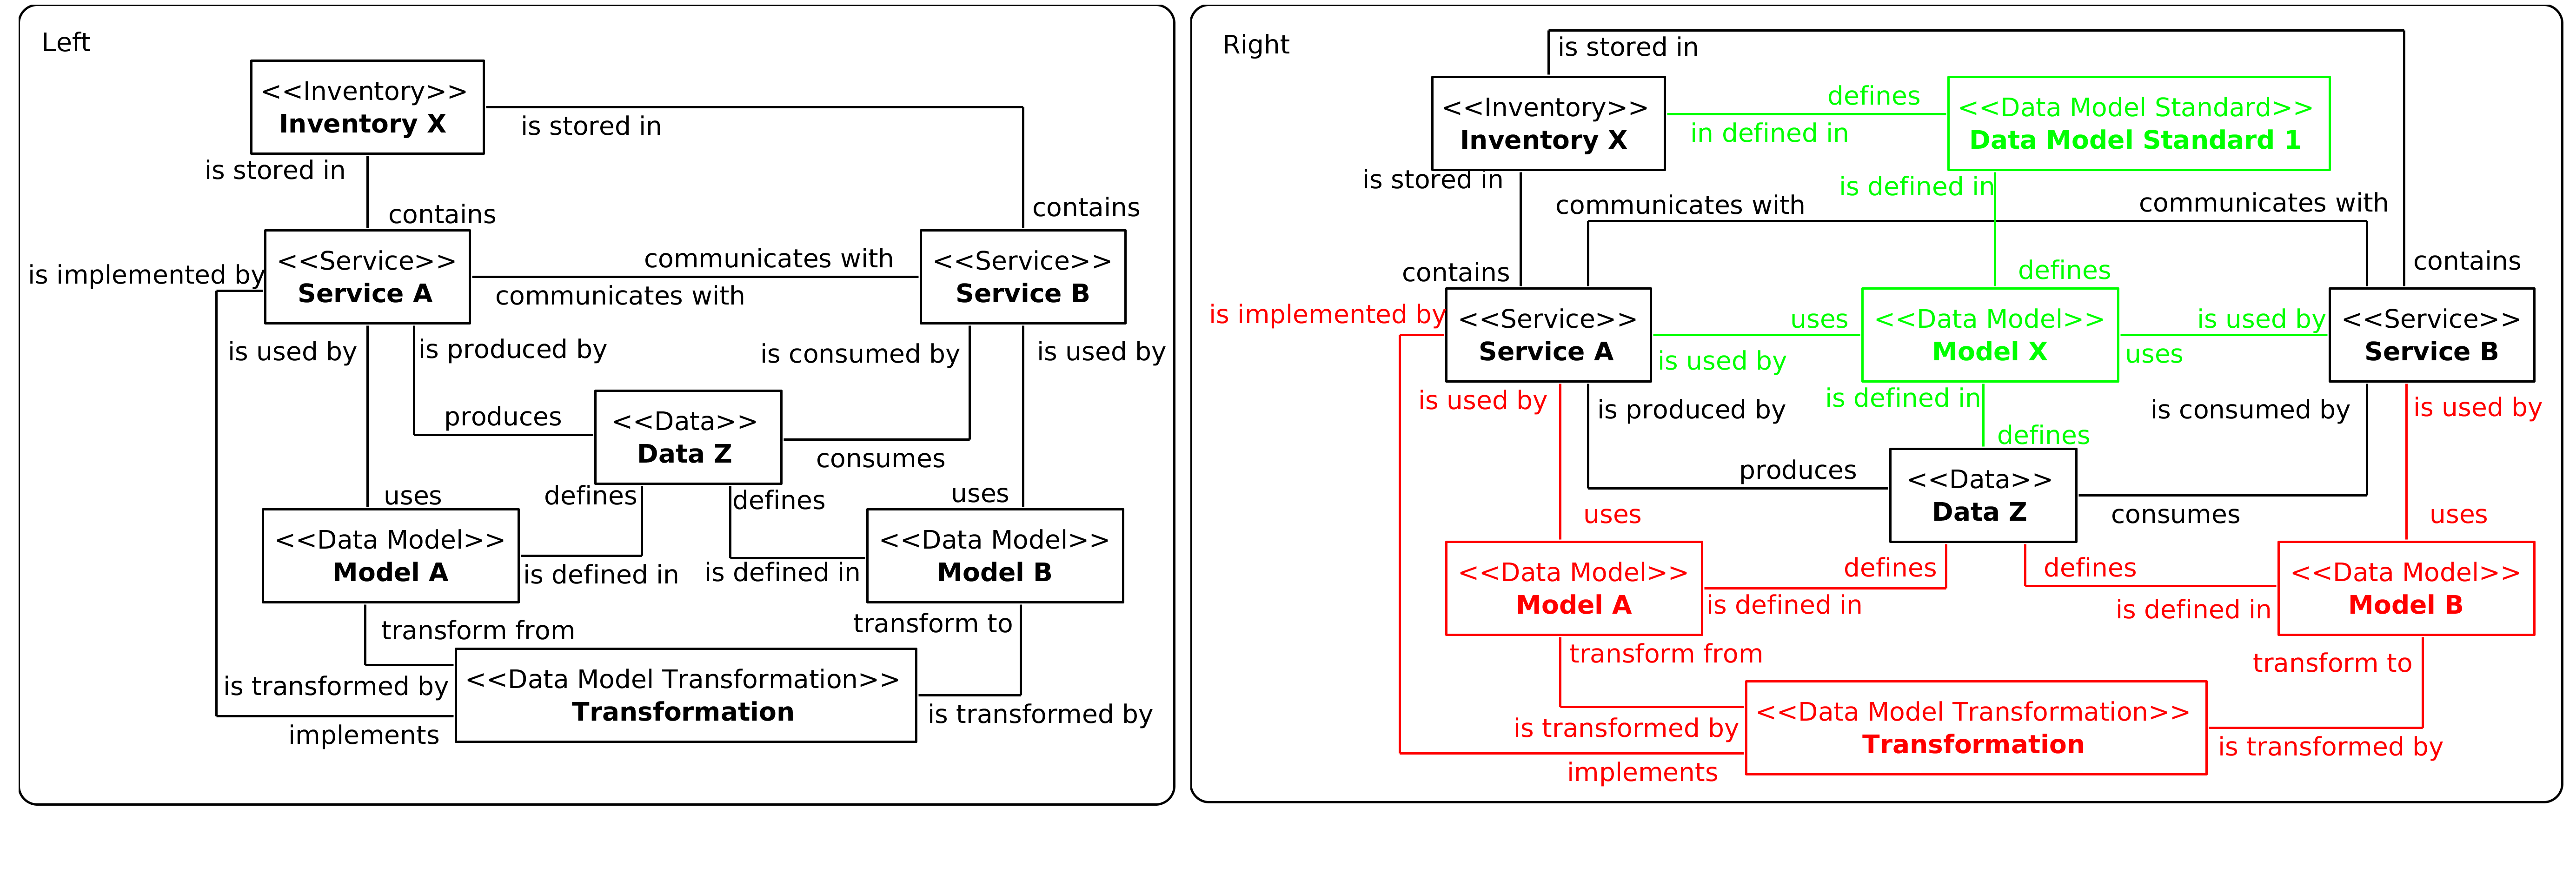 Left
<<Inventory>>
Inventory X
is stored in
is stored in
contains
contains
is implemented by
<<Service>>
Service A
communicates with
communicates with
<<Service>>
Service B
is used by
is produced by
is consumed by
is used by
produces
<<Data>>
Data Z
consumes
uses
defines
defines
uses
<<Data Model>>
Model A
is defined in
is defined in
<<Data Model>>
Model B
transform from
transform to
is transformed by
<<Data Model Transformation>>
Transformation
is transformed by
implements
Right
is stored in
<<Inventory>>
Inventory X
defines
in defined in
<<Data Model Standard>>
Data Model Standard 1
is stored in
is defined in
communicates with
communicates with
contains
defines
contains
is implemented by
<<Service>>
Service A
uses
is used by
<<Data Model>>
Model X
is used by
uses
<<Service>>
Service B
is used by
is produced by
is defined in
is consumed by
is used by
defines
produces
<<Data>>
Data Z
consumes
uses
uses
<<Data Model>>
Model A
defines
is defined in
defines
is defined in
<<Data Model>>
Model B
transform from
transform to
is transformed by
<<Data Model Transformation>>
Transformation
is transformed by
implements